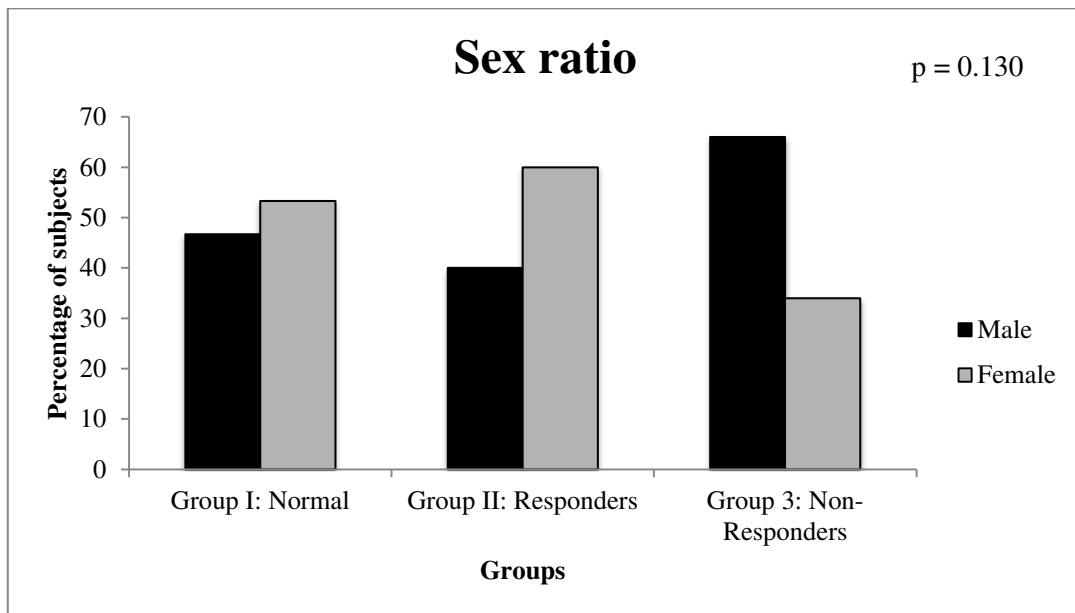 Sex ratio
p = 0.130
Percentage of subjects
70
60
50
40
30
20
10
0
Group I: Normal
Group II: Responders
Group 3: Non-
Responders
Groups
Male
Female